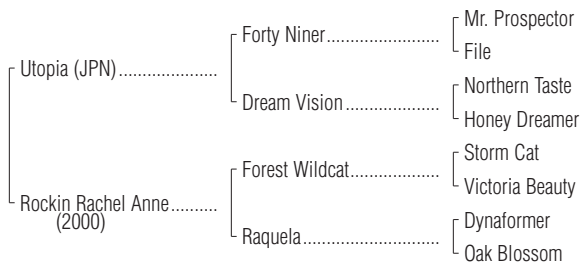 Mr. Prospector
Forty Niner
File
Utopia (JPN)
Northern Taste
Dream Vision
Honey Dreamer
Storm Cat
Forest Wildcat
Victoria Beauty
Rockin Rachel Anne
(2000)
Dynaformer
Raquela
Oak Blossom